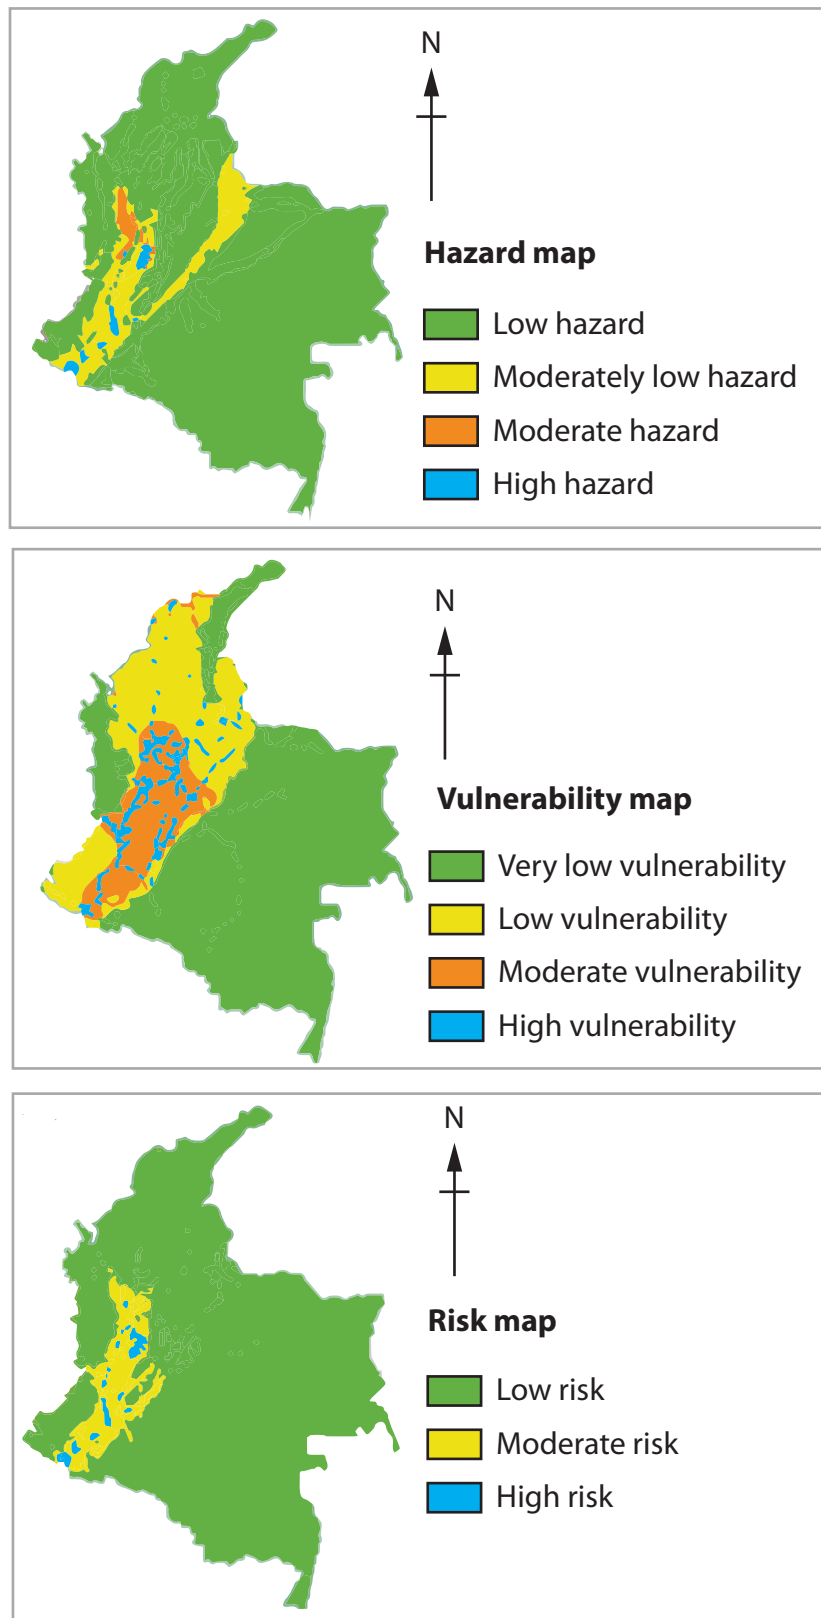 N
Hazard map
Low hazard
Moderately low hazard
Moderate hazard
High hazard
N
Vulnerability map
Very low vulnerability
Low vulnerability
Moderate vulnerability
High vulnerability
N
Risk map
Low risk
Moderate risk
High risk